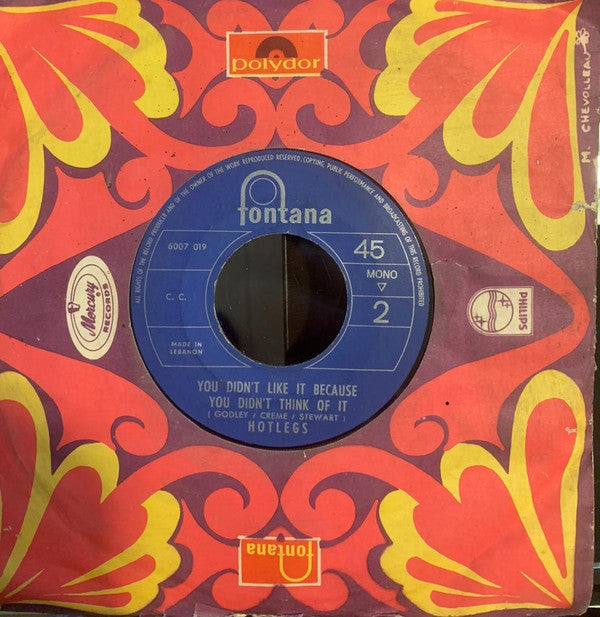 polydor
M. CHEVOLLEAU
ALL RIGHTS OF THE RECORD PRODUCER AND OF THE OWNER OF THE WORK REPRODUCED RESERVED. COPYING, PUBLIC PERFORMANCE AND BROADCASTING OF THIS RECORD PROHIBITED
fontana
6007 019
45
MONO
2
C. C.
MADE IN
LEBANON
YOU DIDN'T LIKE IT BECAUSE
YOU DIDN'T THINK OF IT
( GODLEY / CREME / STEWART )
HOTLEGS
Mercury
RECORDS
PHILIPS
fontana